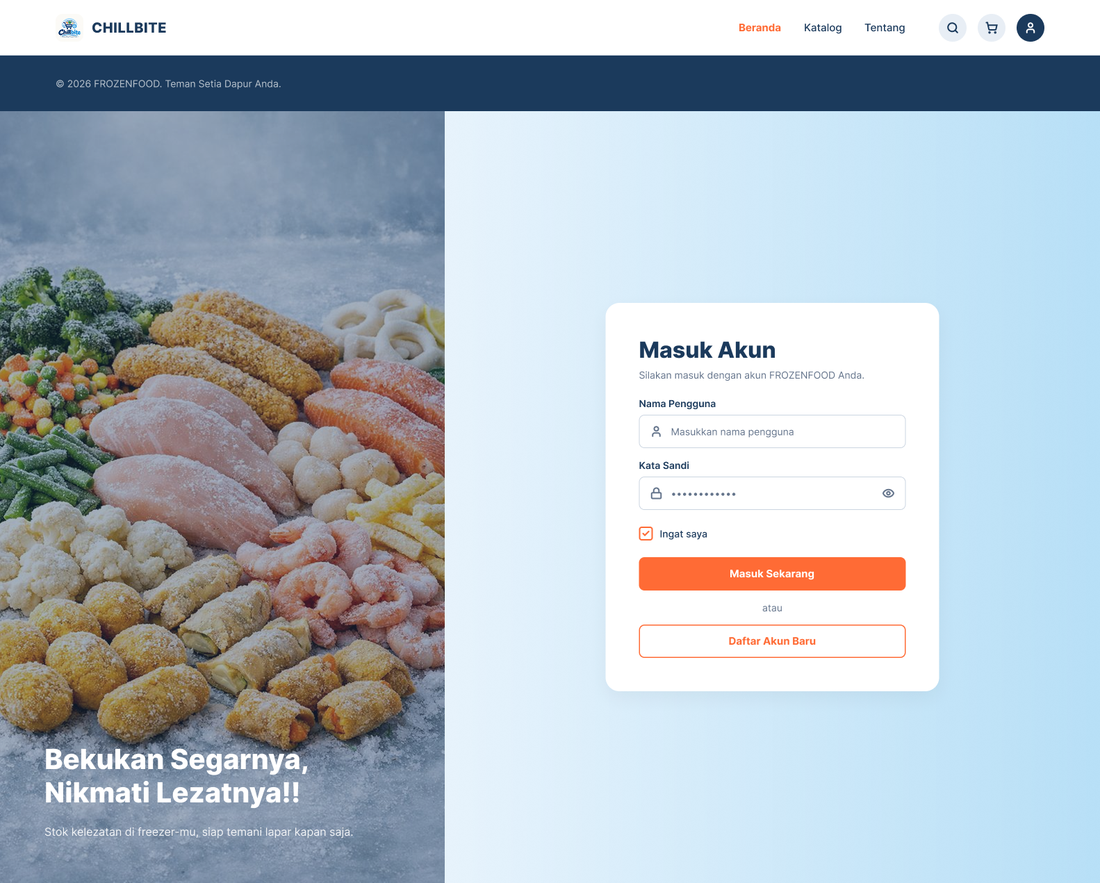 Chillbite
CHILLBITE
Beranda
Katalog
Tentang
© 2026 FROZENFOOD. Teman Setia Dapur Anda.
Bekukan Segarnya,
Nikmati Lezatnya!!
Stok kelezatan di freezer-mu, siap temani lapar kapan saja.
Masuk Akun
Silakan masuk dengan akun FROZENFOOD Anda.
Nama Pengguna
Masukkan nama pengguna
Kata Sandi
••••••••••••
Ingat saya
Masuk Sekarang
atau
Daftar Akun Baru